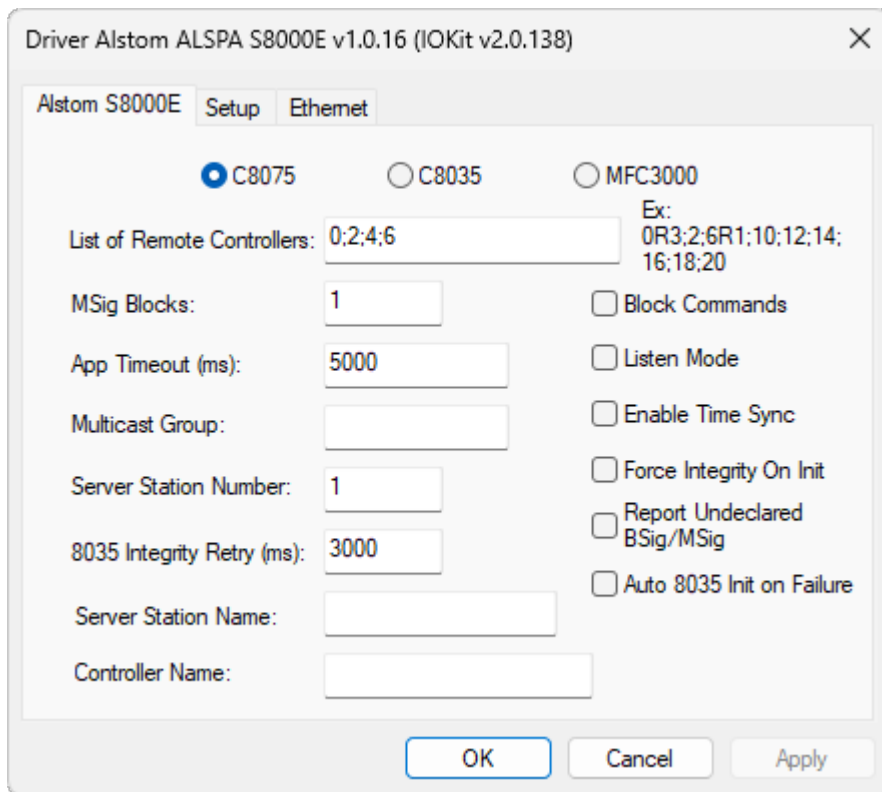 Driver Alstom ALSPA S8000E v1.0.16 (IOKit v2.0.138)
Alstom S8000E
Setup
Ethernet
C8075
C8035
MFC3000
List of Remote Controllers:
0;2;4;6
Ex:
0R3;2;6R1;10;12;14;
16;18;20
MSig Blocks:
1
Block Commands
App Timeout (ms):
5000
Listen Mode
Multicast Group:
Enable Time Sync
Server Station Number:
1
Force Integrity On Init
Report Undeclared
BSig/MSig
8035 Integrity Retry (ms):
3000
Auto 8035 Init on Failure
Server Station Name:
Controller Name:
OK
Cancel
Apply